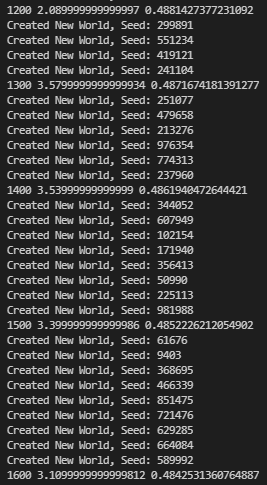 1200 2.089999999999997 0.4881427377231092
Created New World, Seed: 299891
Created New World, Seed: 551234
Created New World, Seed: 419121
Created New World, Seed: 241104
1300 3.5799999999999934 0.4871674181391277
Created New World, Seed: 251077
Created New World, Seed: 479658
Created New World, Seed: 213276
Created New World, Seed: 976354
Created New World, Seed: 774313
Created New World, Seed: 237960
1400 3.53999999999999 0.4861940472644421
Created New World, Seed: 344052
Created New World, Seed: 607949
Created New World, Seed: 102154
Created New World, Seed: 171940
Created New World, Seed: 356413
Created New World, Seed: 50990
Created New World, Seed: 225113
Created New World, Seed: 981988
1500 3.399999999999986 0.4852226212054902
Created New World, Seed: 61676
Created New World, Seed: 9403
Created New World, Seed: 368695
Created New World, Seed: 466339
Created New World, Seed: 851475
Created New World, Seed: 721476
Created New World, Seed: 629285
Created New World, Seed: 664084
Created New World, Seed: 589992
1600 3.1099999999999812 0.4842531360764887